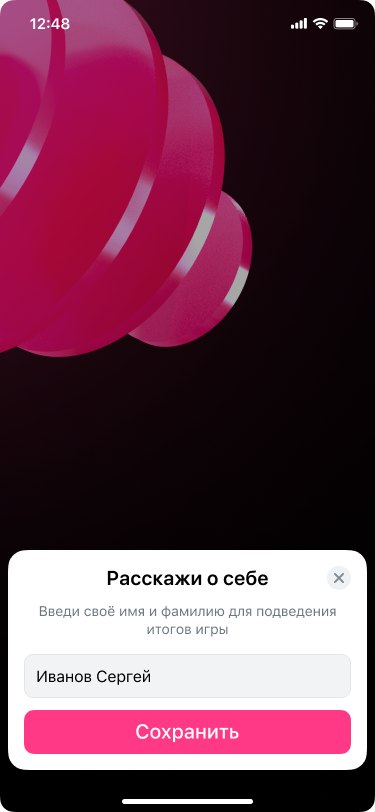 12:48
Расскажи о себе
Введи своё имя и фамилию для подведения
итогов игры
Иванов Сергей
Сохранить